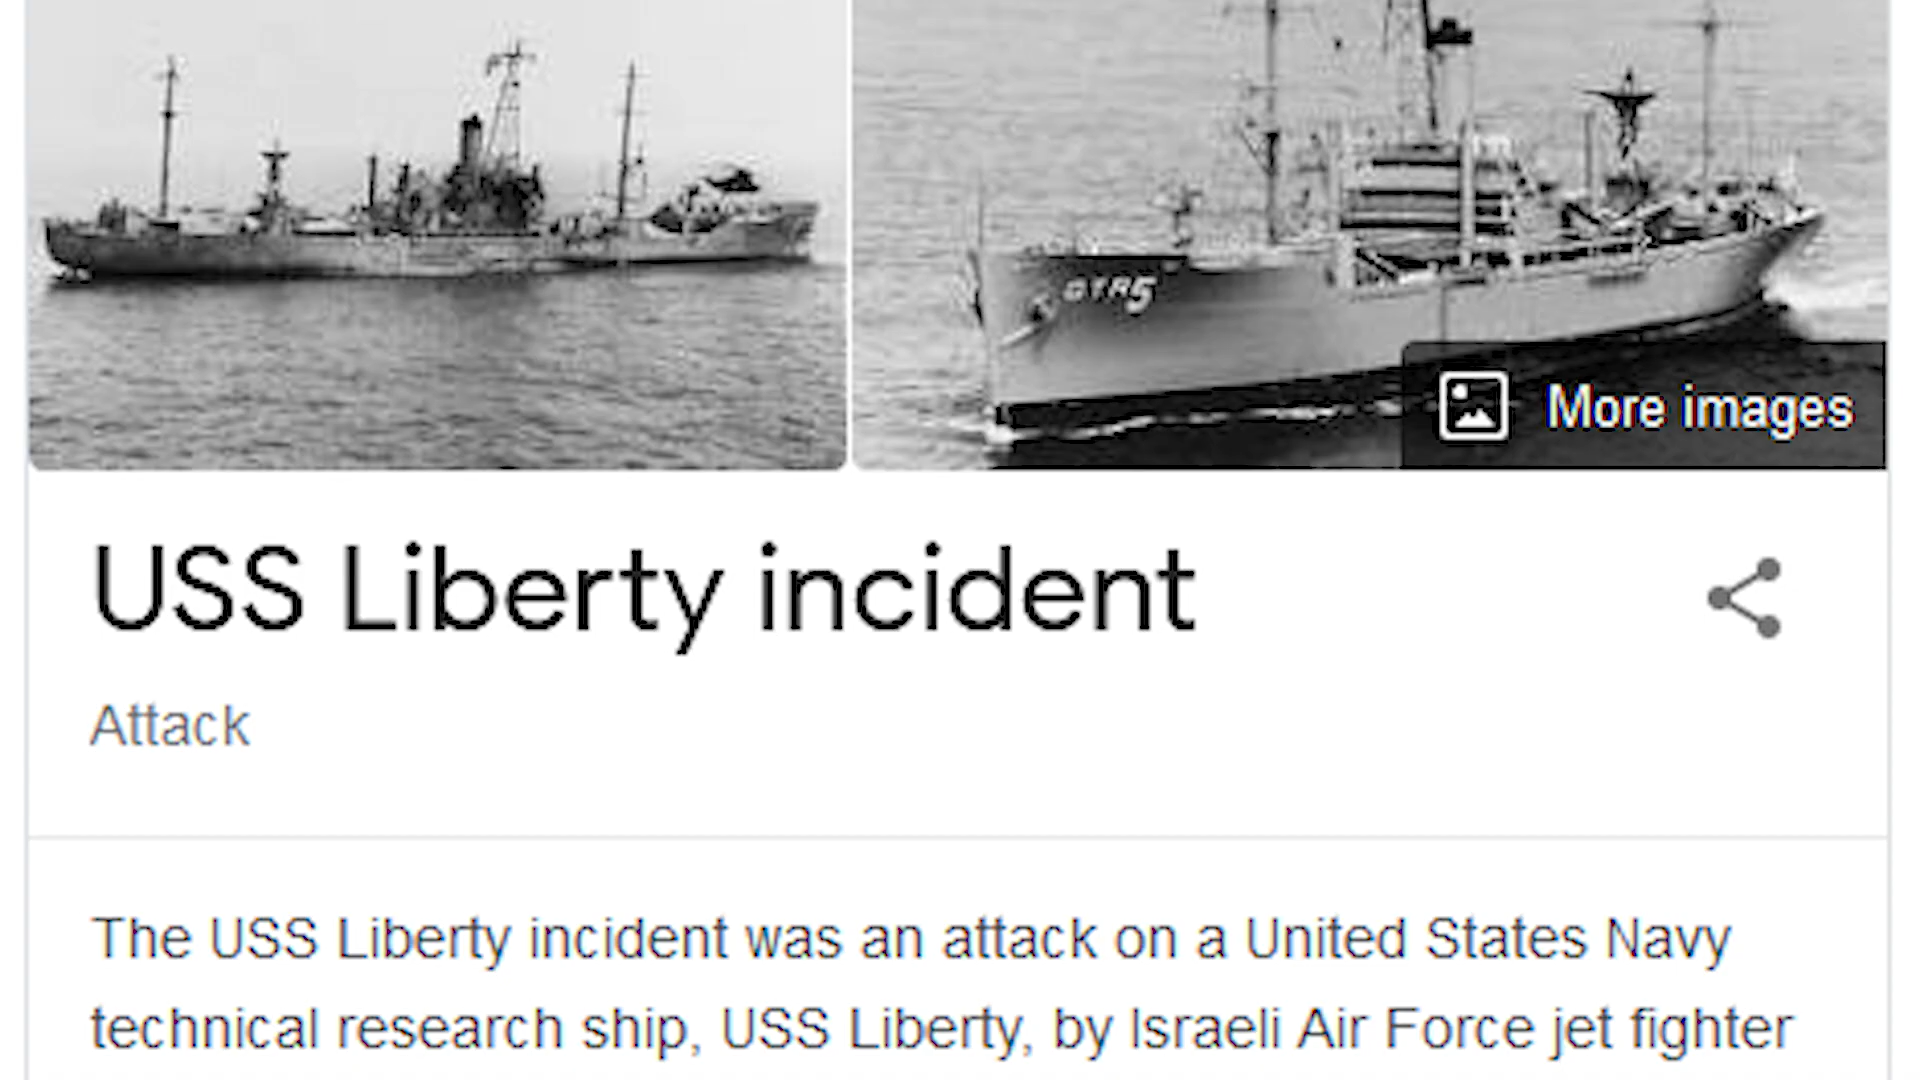 GTR5
More images
USS Liberty incident
Attack
The USS Liberty incident was an attack on a United States Navy
technical research ship, USS Liberty, by Israeli Air Force jet fighter